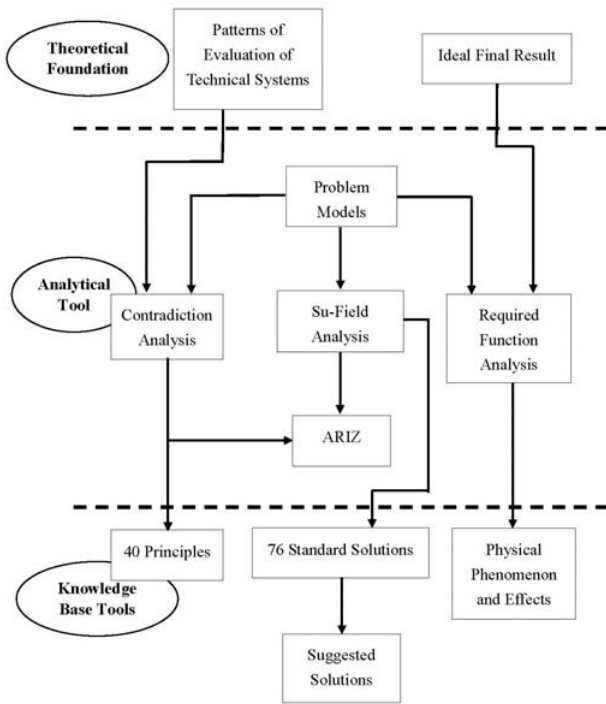 Theoretical
Foundation
Patterns of
Evaluation of
Technical Systems
Ideal Final Result
Problem
Models
Analytical
Tool
Contradiction
Analysis
Su-Field
Analysis
Required
Function
Analysis
ARIZ
40 Principles
76 Standard Solutions
Physical
Phenomenon
and Effects
Knowledge
Base Tools
Suggested
Solutions